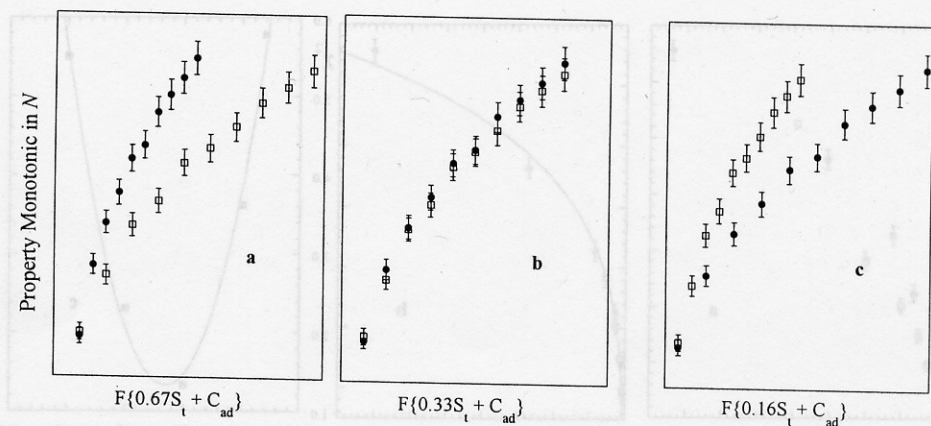 Property Monotonic in N
a
b
c
F{0.67S_t + C_ad}
F{0.33S_t + C_ad}
F{0.16S_t + C_ad}